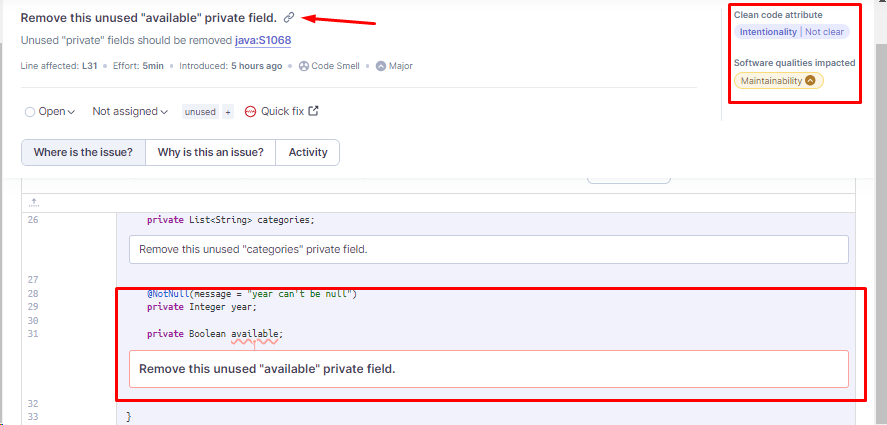 Remove this unused "available" private field.
Clean code attribute
Unused "private" fields should be removed java:S1068
Intentionality | Not clear
Line affected: L31 • Effort: 5min • Introduced: 5 hours ago • Code Smell • Major
Software qualities impacted
Maintainability
Open Not assigned unused + Quick fix
Where is the issue? Why is this an issue? Activity
26 private List<String> categories;
Remove this unused "categories" private field.
27
28 @NotNull(message = "year can't be null")
29 private Integer year;
30
31 private Boolean available;
Remove this unused "available" private field.
32
33 }